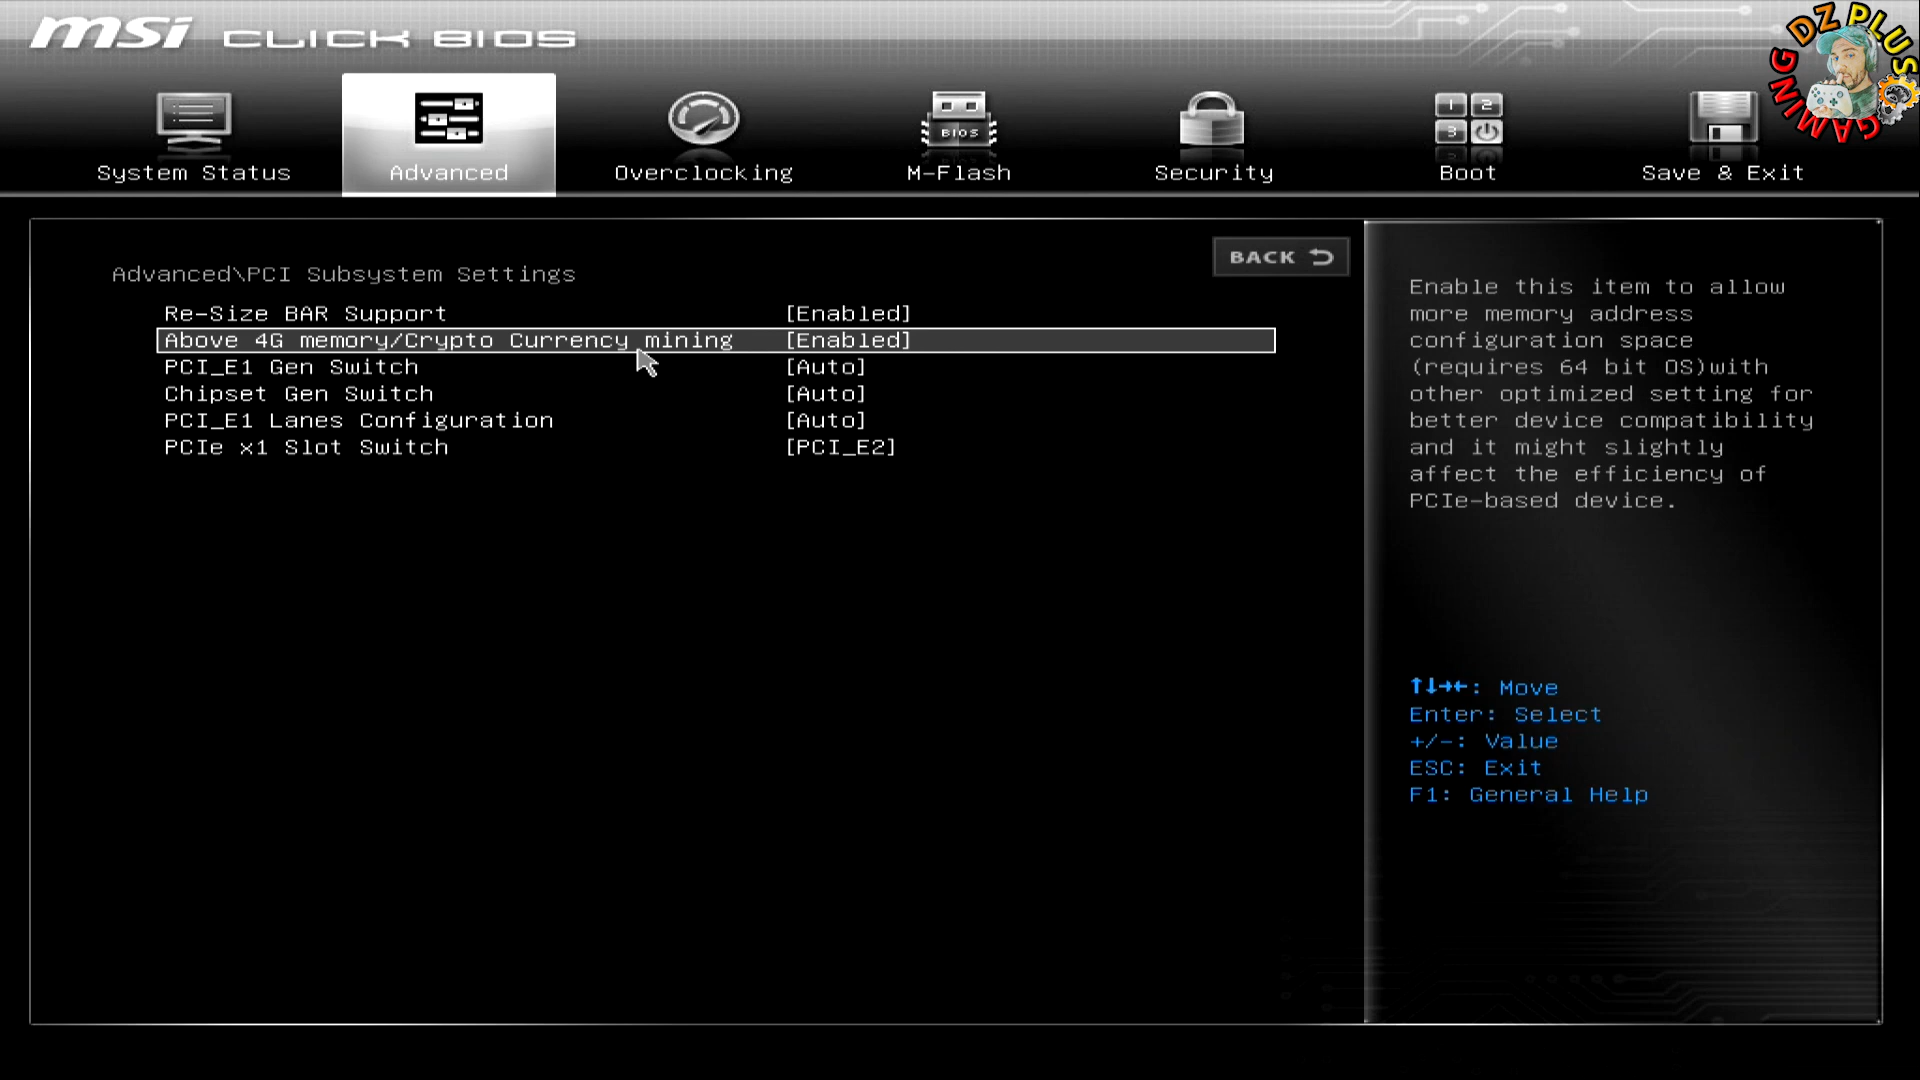 msi CLICK BIOS
GAMING DZ PLUS
System Status
Advanced
Overclocking
BIOS
M-Flash
Security
1 2
3
Boot
Save & Exit
BACK
Advanced\PCI Subsystem Settings
Re-Size BAR Support [Enabled]
Above 4G memory/Crypto Currency mining [Enabled]
PCI_E1 Gen Switch [Auto]
Chipset Gen Switch [Auto]
PCI_E1 Lanes Configuration [Auto]
PCIe x1 Slot Switch [PCI_E2]
Enable this item to allow
more memory address
configuration space
(requires 64 bit OS)with
other optimized setting for
better device compatibility
and it might slightly
affect the efficiency of
PCIe-based device.
↑↓→←: Move
Enter: Select
+/-: Value
ESC: Exit
F1: General Help